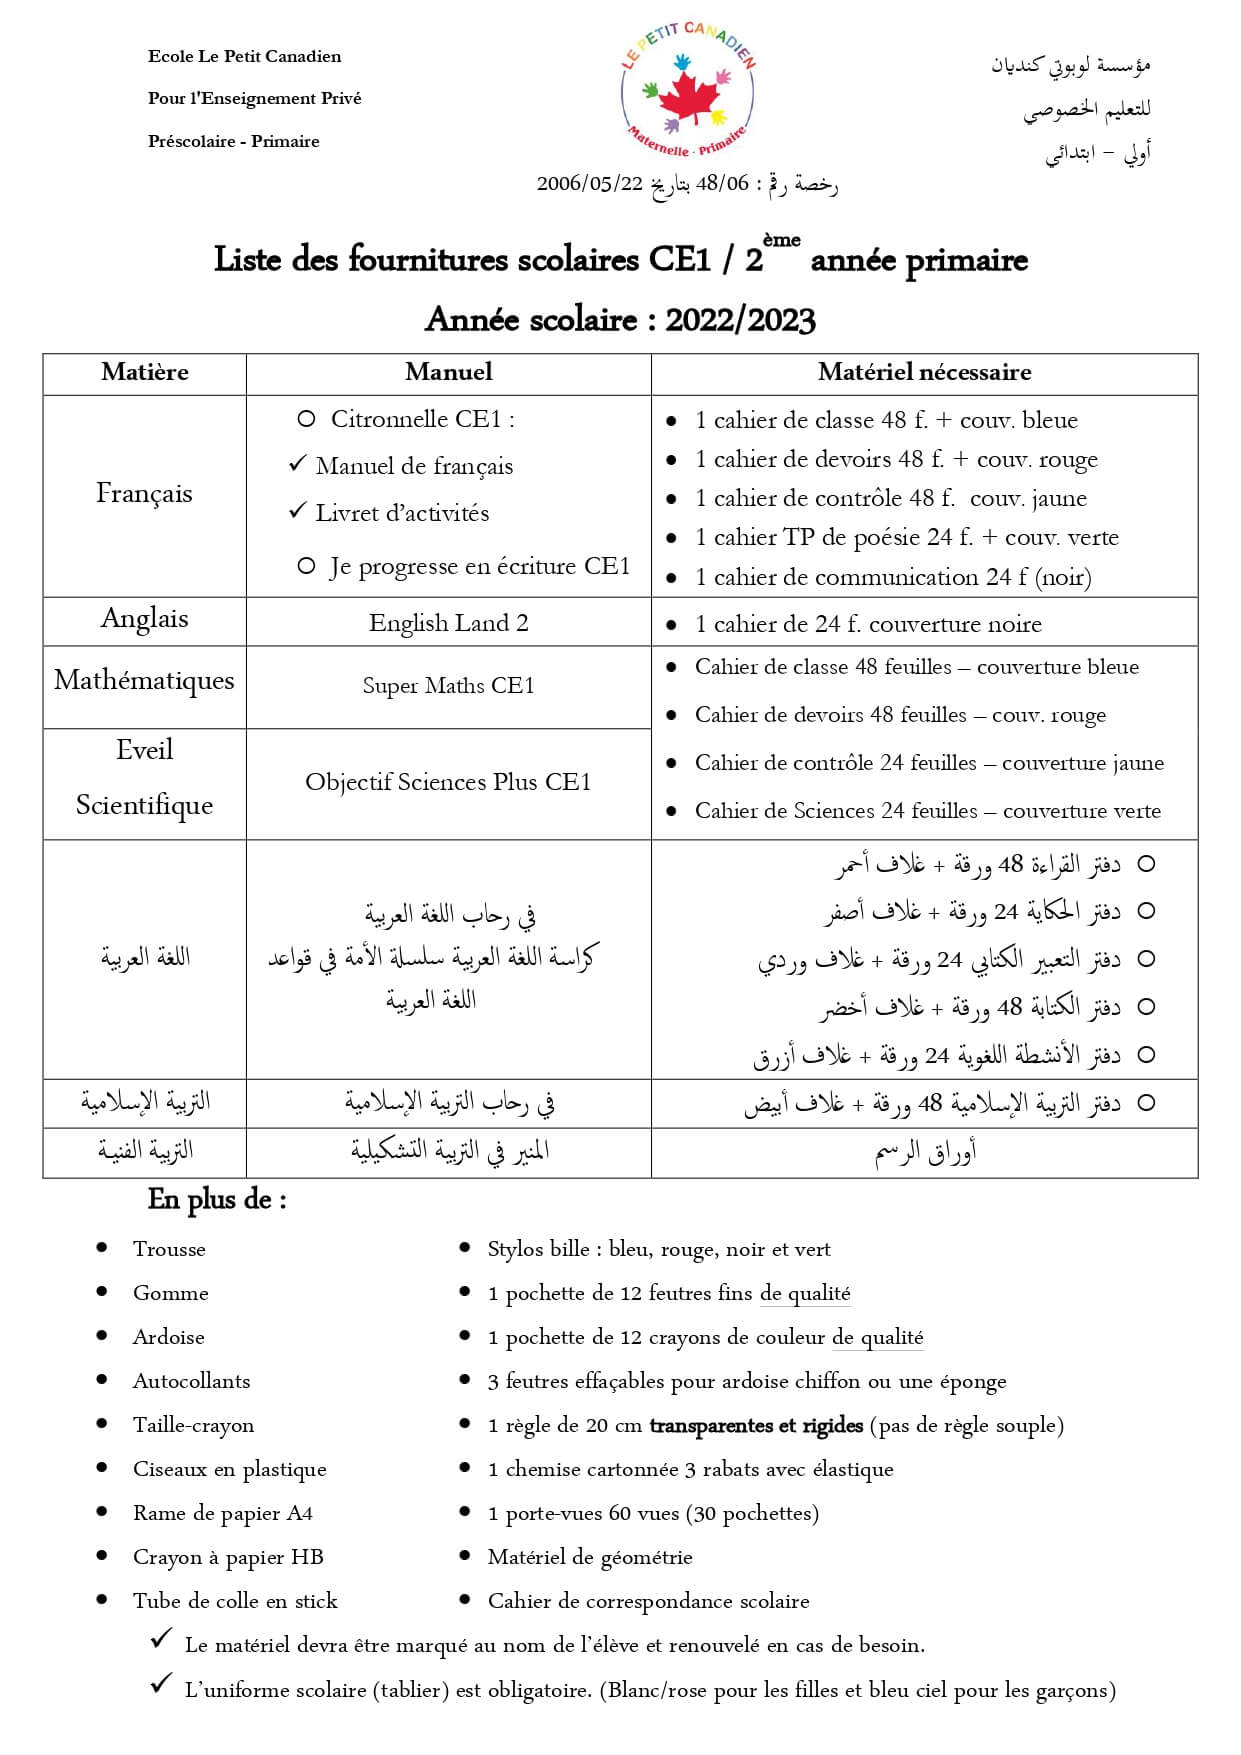 Ecole Le Petit Canadien
Pour l'Enseignement Privé
Préscolaire - Primaire
LE PETIT CANADIEN
Maternelle - Primaire
مؤسسة لوبوتي كنديان
للتعليم الخصوصي
أولي – ابتدائي
رخصة رقم : 48/06 بتاريخ 2006/05/22
Liste des fournitures scolaires CE1 / 2ème année primaire
Année scolaire : 2022/2023
Matière
Manuel
Matériel nécessaire
Français
o Citronnelle CE1 :
✓ Manuel de français
✓ Livret d’activités
o Je progresse en écriture CE1
• 1 cahier de classe 48 f. + couv. bleue
• 1 cahier de devoirs 48 f. + couv. rouge
• 1 cahier de contrôle 48 f.  couv. jaune
• 1 cahier TP de poésie 24 f. + couv. verte
• 1 cahier de communication 24 f (noir)
Anglais
English Land 2
• 1 cahier de 24 f. couverture noire
Mathématiques
Super Maths CE1
• Cahier de classe 48 feuilles – couverture bleue
• Cahier de devoirs 48 feuilles – couv. rouge
• Cahier de contrôle 24 feuilles – couverture jaune
• Cahier de Sciences 24 feuilles – couverture verte
Eveil
Scientifique
Objectif Sciences Plus CE1
اللغة العربية
في رحاب اللغة العربية
كراسة اللغة العربية سلسلة الأمة في قواعد
اللغة العربية
o دفتر القراءة 48 ورقة + غلاف أحمر
o دفتر الحكاية 24 ورقة + غلاف أصفر
o دفتر التعبير الكتابي 24 ورقة + غلاف وردي
o دفتر الكتابة 48 ورقة + غلاف أخضر
o دفتر الأنشطة اللغوية 24 ورقة + غلاف أزرق
التربية الإسلامية
في رحاب التربية الإسلامية
o دفتر التربية الإسلامية 48 ورقة + غلاف أبيض
التربية الفنية
المنير في التربية التشكيلية
أوراق الرسم
En plus de :
• Trousse
• Gomme
• Ardoise
• Autocollants
• Taille-crayon
• Ciseaux en plastique
• Rame de papier A4
• Crayon à papier HB
• Tube de colle en stick
• Stylos bille : bleu, rouge, noir et vert
• 1 pochette de 12 feutres fins de qualité
• 1 pochette de 12 crayons de couleur de qualité
• 3 feutres effaçables pour ardoise chiffon ou une éponge
• 1 règle de 20 cm transparentes et rigides (pas de règle souple)
• 1 chemise cartonnée 3 rabats avec élastique
• 1 porte-vues 60 vues (30 pochettes)
• Matériel de géométrie
• Cahier de correspondance scolaire
✓ Le matériel devra être marqué au nom de l’élève et renouvelé en cas de besoin.
✓ L’uniforme scolaire (tablier) est obligatoire. (Blanc/rose pour les filles et bleu ciel pour les garçons)